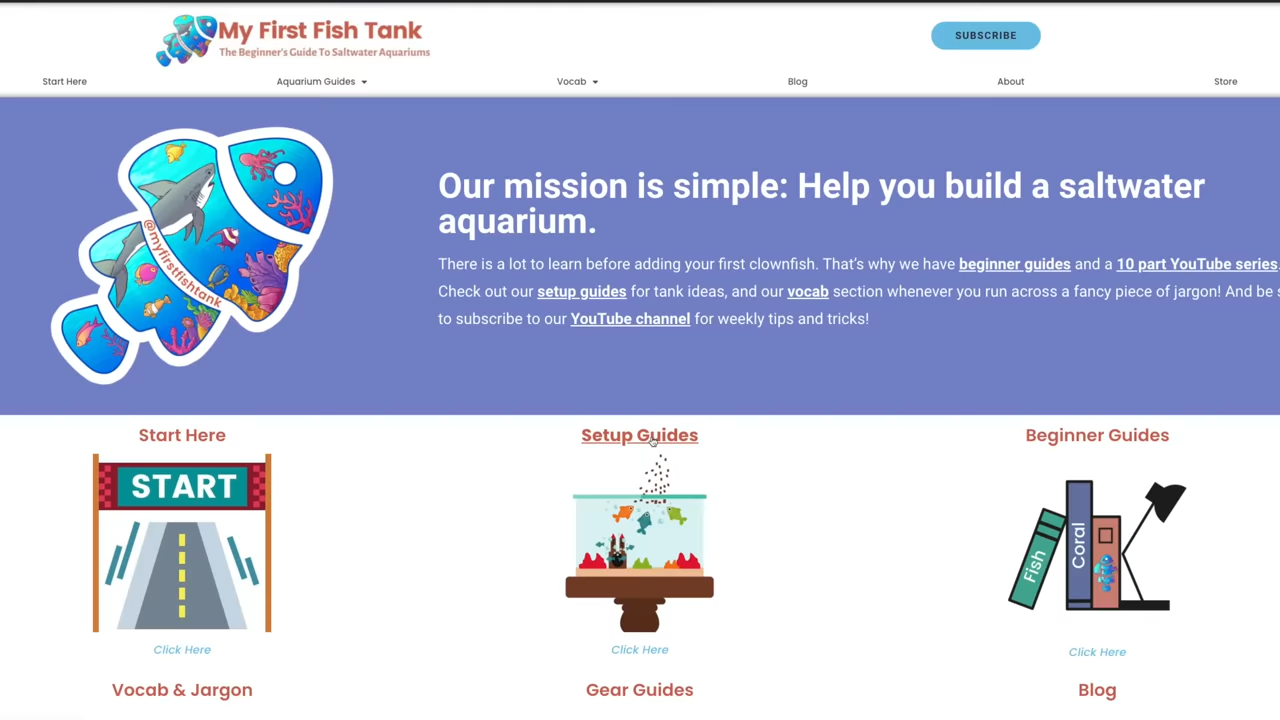 My First Fish Tank
The Beginner's Guide To Saltwater Aquariums
SUBSCRIBE
Start Here
Aquarium Guides
Vocab
Blog
About
Store
@myfirstfishtank
Our mission is simple: Help you build a saltwater
aquarium.
There is a lot to learn before adding your first clownfish. That's why we have beginner guides and a 10 part YouTube series.
Check out our setup guides for tank ideas, and our vocab section whenever you run across a fancy piece of jargon! And be s
to subscribe to our YouTube channel for weekly tips and tricks!
Start Here
Setup Guides
Beginner Guides
START
Fish
Coral
Click Here
Click Here
Click Here
Vocab & Jargon
Gear Guides
Blog